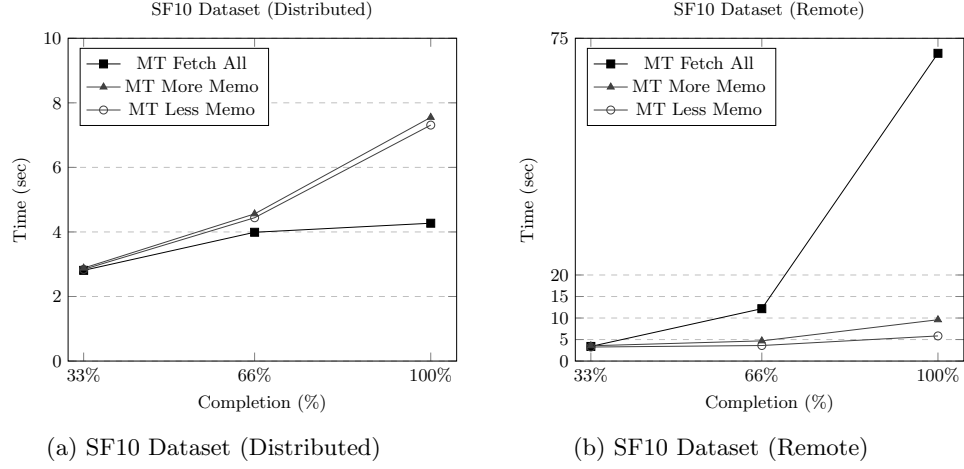 SF10 Dataset (Distributed)
10
8
6
4
2
0
Time (sec)
MT Fetch All
MT More Memo
MT Less Memo
33%
66%
100%
Completion (%)
(a) SF10 Dataset (Distributed)
SF10 Dataset (Remote)
75
20
15
10
5
0
Time (sec)
MT Fetch All
MT More Memo
MT Less Memo
33%
66%
100%
Completion (%)
(b) SF10 Dataset (Remote)